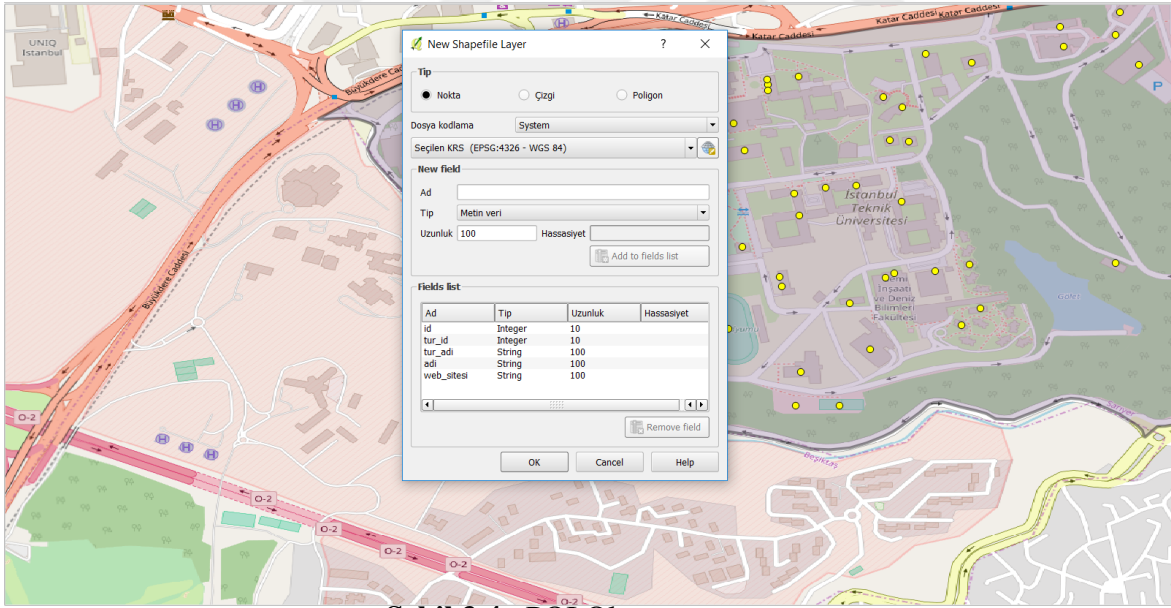 UNIQ
İstanbul
Büyükdere Ca
Katar Caddesi
Katar Caddesi
Katar Caddesi
Katar Caddesi
New Shapefile Layer
Tip
Nokta
Çizgi
Poligon
Dosya kodlama
System
Seçilen KRS (EPSG:4326 - WGS 84)
New field
Ad
Tip
Metin veri
Uzunluk
100
Hassasiyet
Add to fields list
Fields list
Ad Tip Uzunluk Hassasiyet
id Integer 10
tur_id Integer 10
tur_adi String 100
adi String 100
web_sitesi String 100
Remove field
OK
Cancel
Help
P
H
H
H
H
H
H
İstanbul
Teknik
Üniversitesi
Gemi
İnşaatı
ve Deniz
Bilimleri
Fakültesi
Gölet
Büyükdere Caddesi
Sarıyer
Beşiktaş
O-2
O-2
O-2
O-2
O-2
O-2